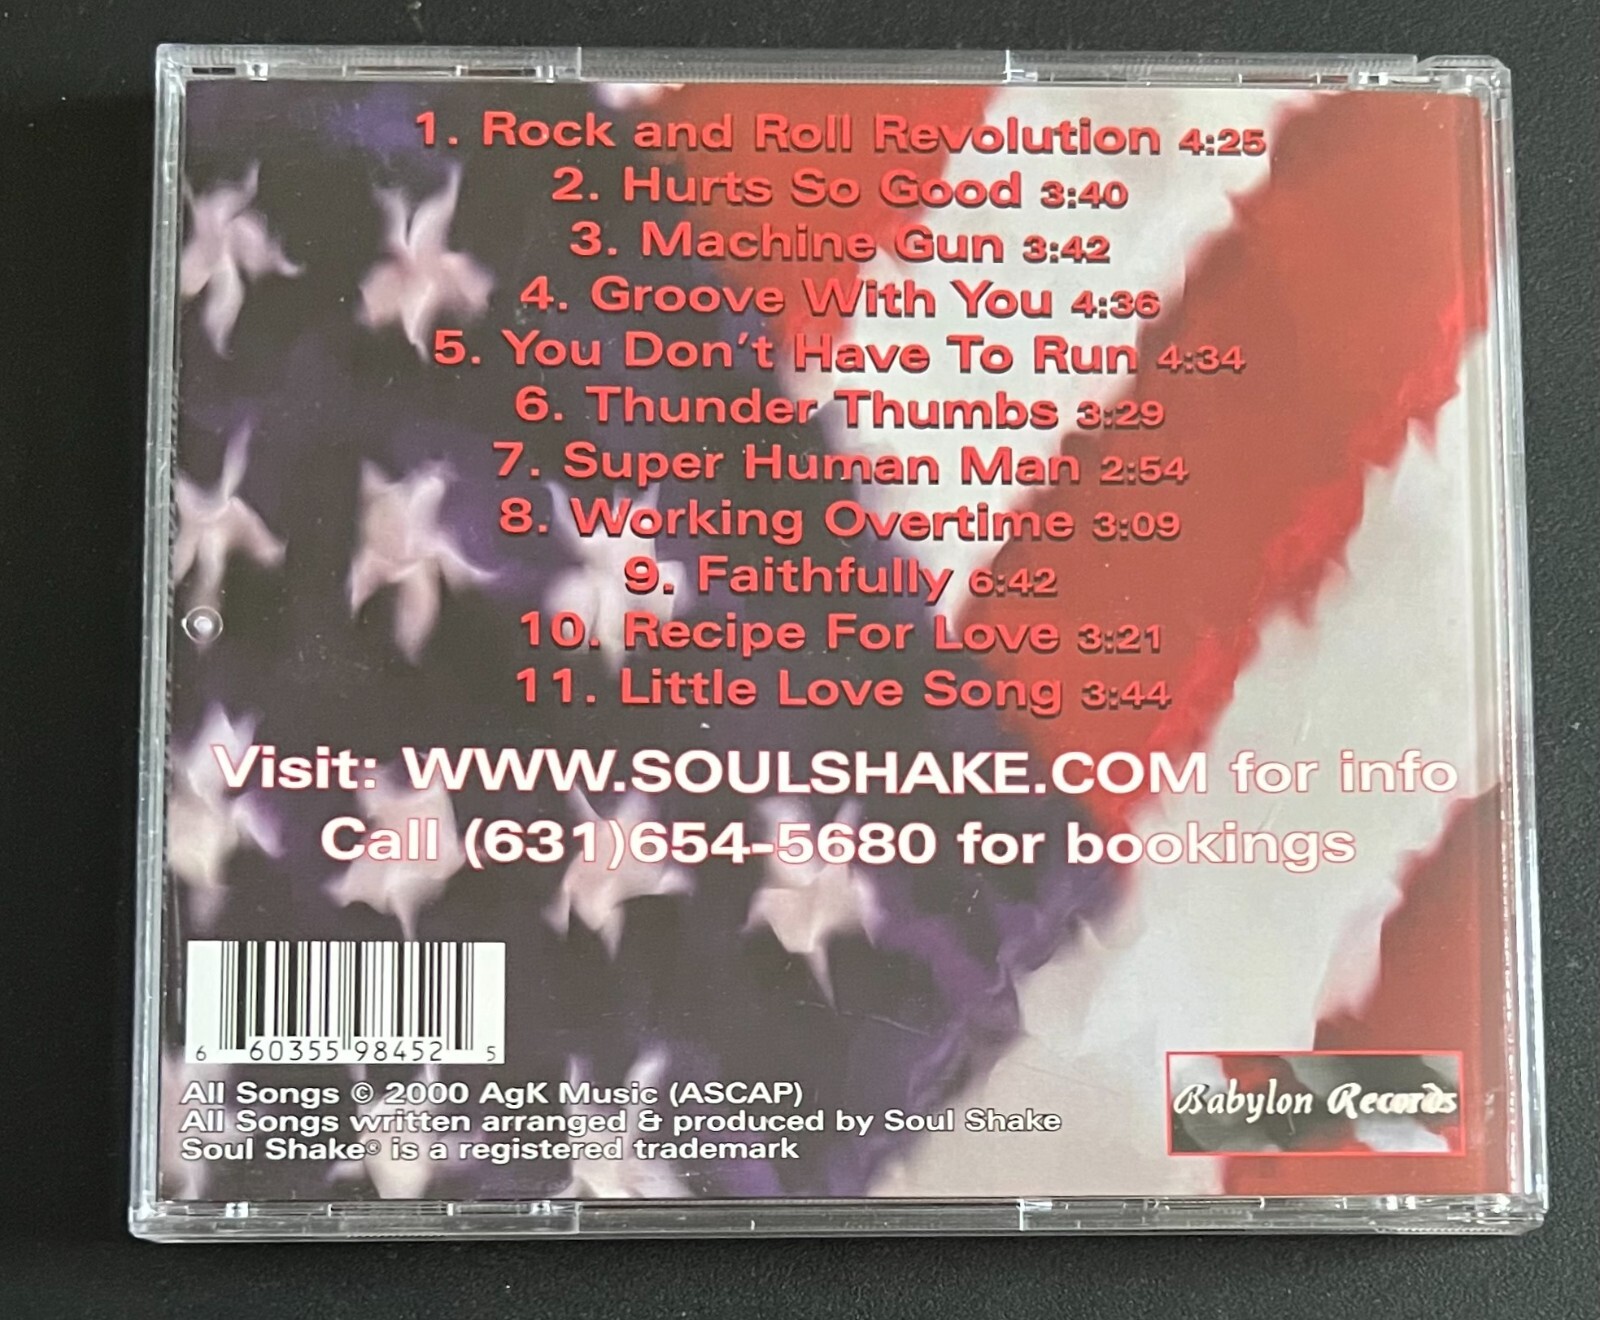 1. Rock and Roll Revolution 4:25
2. Hurts So Good 3:40
3. Machine Gun 3:42
4. Groove With You 4:36
5. You Don't Have To Run 4:34
6. Thunder Thumbs 3:29
7. Super Human Man 2:54
8. Working Overtime 3:09
9. Faithfully 6:42
10. Recipe For Love 3:21
11. Little Love Song 3:44
Visit: WWW.SOULSHAKE.COM for info
Call (631)654-5680 for bookings
6 60355 98452 5
All Songs © 2000 AgK Music (ASCAP)
All Songs written arranged & produced by Soul Shake
Soul Shake® is a registered trademark
Babylon Records